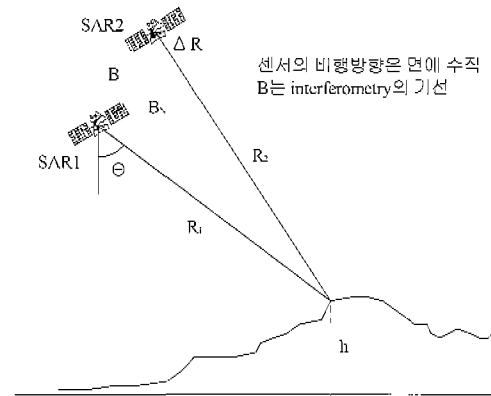 SAR2
Δ R
센서의 비행방향은 면에 수직
B는 interferometry의 기선
B
B
SAR1
Θ
R₂
R₁
h